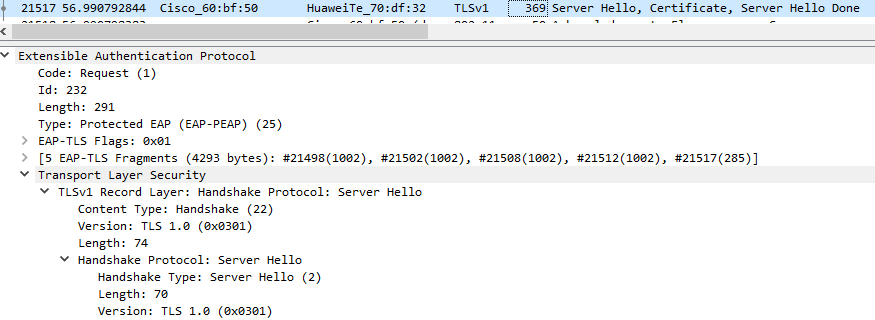 21517 56.990792844 Cisco_60:bf:50 HuaweiTe_70:df:32 TLSv1 369 Server Hello, Certificate, Server Hello Done
Extensible Authentication Protocol
Code: Request (1)
Id: 232
Length: 291
Type: Protected EAP (EAP-PEAP) (25)
EAP-TLS Flags: 0x01
[5 EAP-TLS Fragments (4293 bytes): #21498(1002), #21502(1002), #21508(1002), #21512(1002), #21517(285)]
Transport Layer Security
TLSv1 Record Layer: Handshake Protocol: Server Hello
Content Type: Handshake (22)
Version: TLS 1.0 (0x0301)
Length: 74
Handshake Protocol: Server Hello
Handshake Type: Server Hello (2)
Length: 70
Version: TLS 1.0 (0x0301)